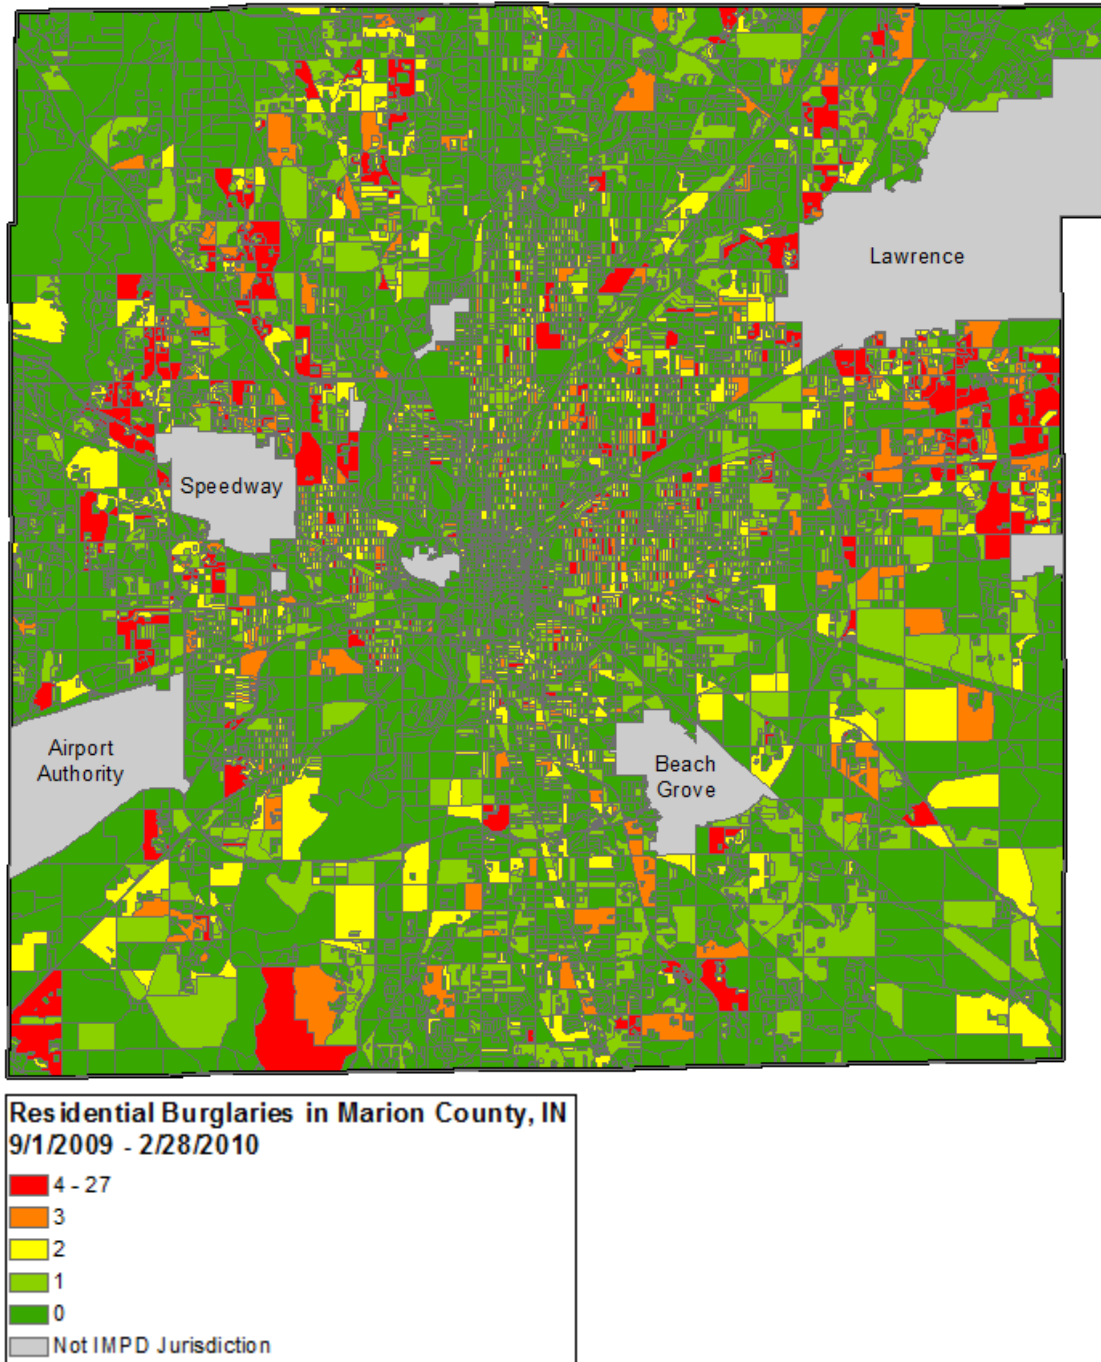 Lawrence
Speedway
Airport
Authority
Beach
Grove
Residential Burglaries in Marion County, IN
9/1/2009 - 2/28/2010
4 - 27
3
2
1
0
Not IMPD Jurisdiction